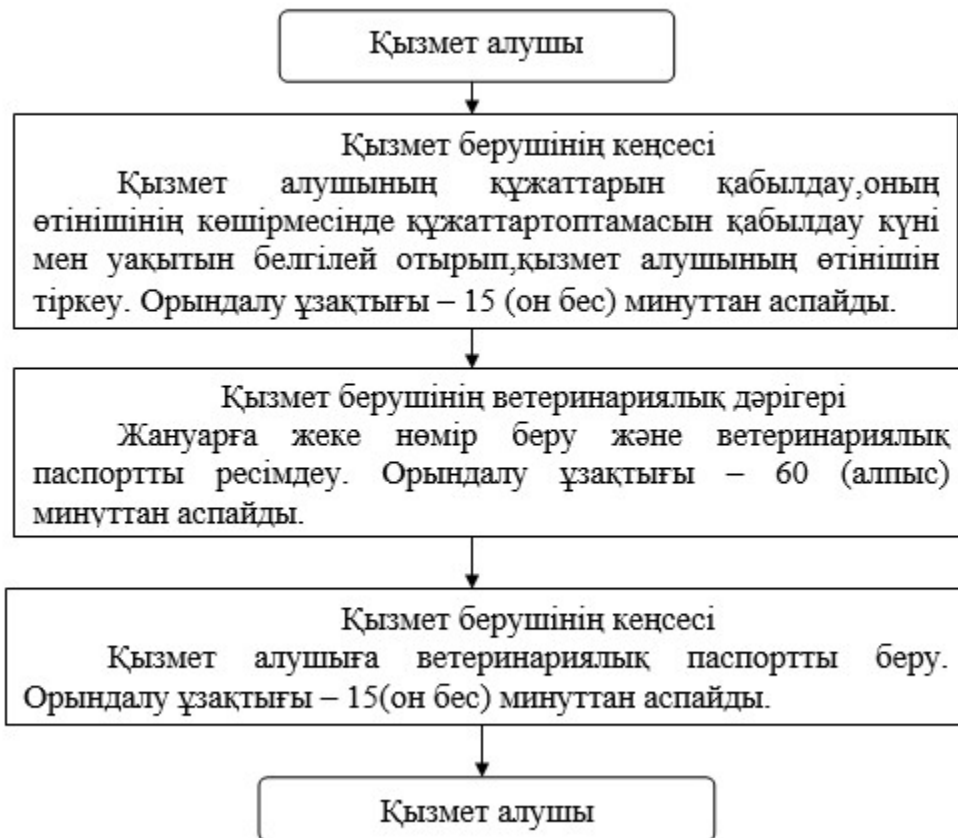 Қызмет алушы
Қызмет берушінің кеңсесі
Қызмет алушының құжаттарын қабылдау,оның
өтінішінің көшірмесінде құжаттартоптамасын қабылдау күні
мен уақытын белгілей отырып,қызмет алушының өтінішін
тіркеу. Орындалу ұзақтығы – 15 (он бес) минуттан аспайды.
Қызмет берушінің ветеринариялық дәрігері
Жануарға жеке нөмір беру және ветеринариялық
паспортты ресімдеу. Орындалу ұзақтығы – 60 (алпыс)
минуттан аспайды.
Қызмет берушінің кеңсесі
Қызмет алушыға ветеринариялық паспортты беру.
Орындалу ұзақтығы – 15(он бес) минуттан аспайды.
Қызмет алушы